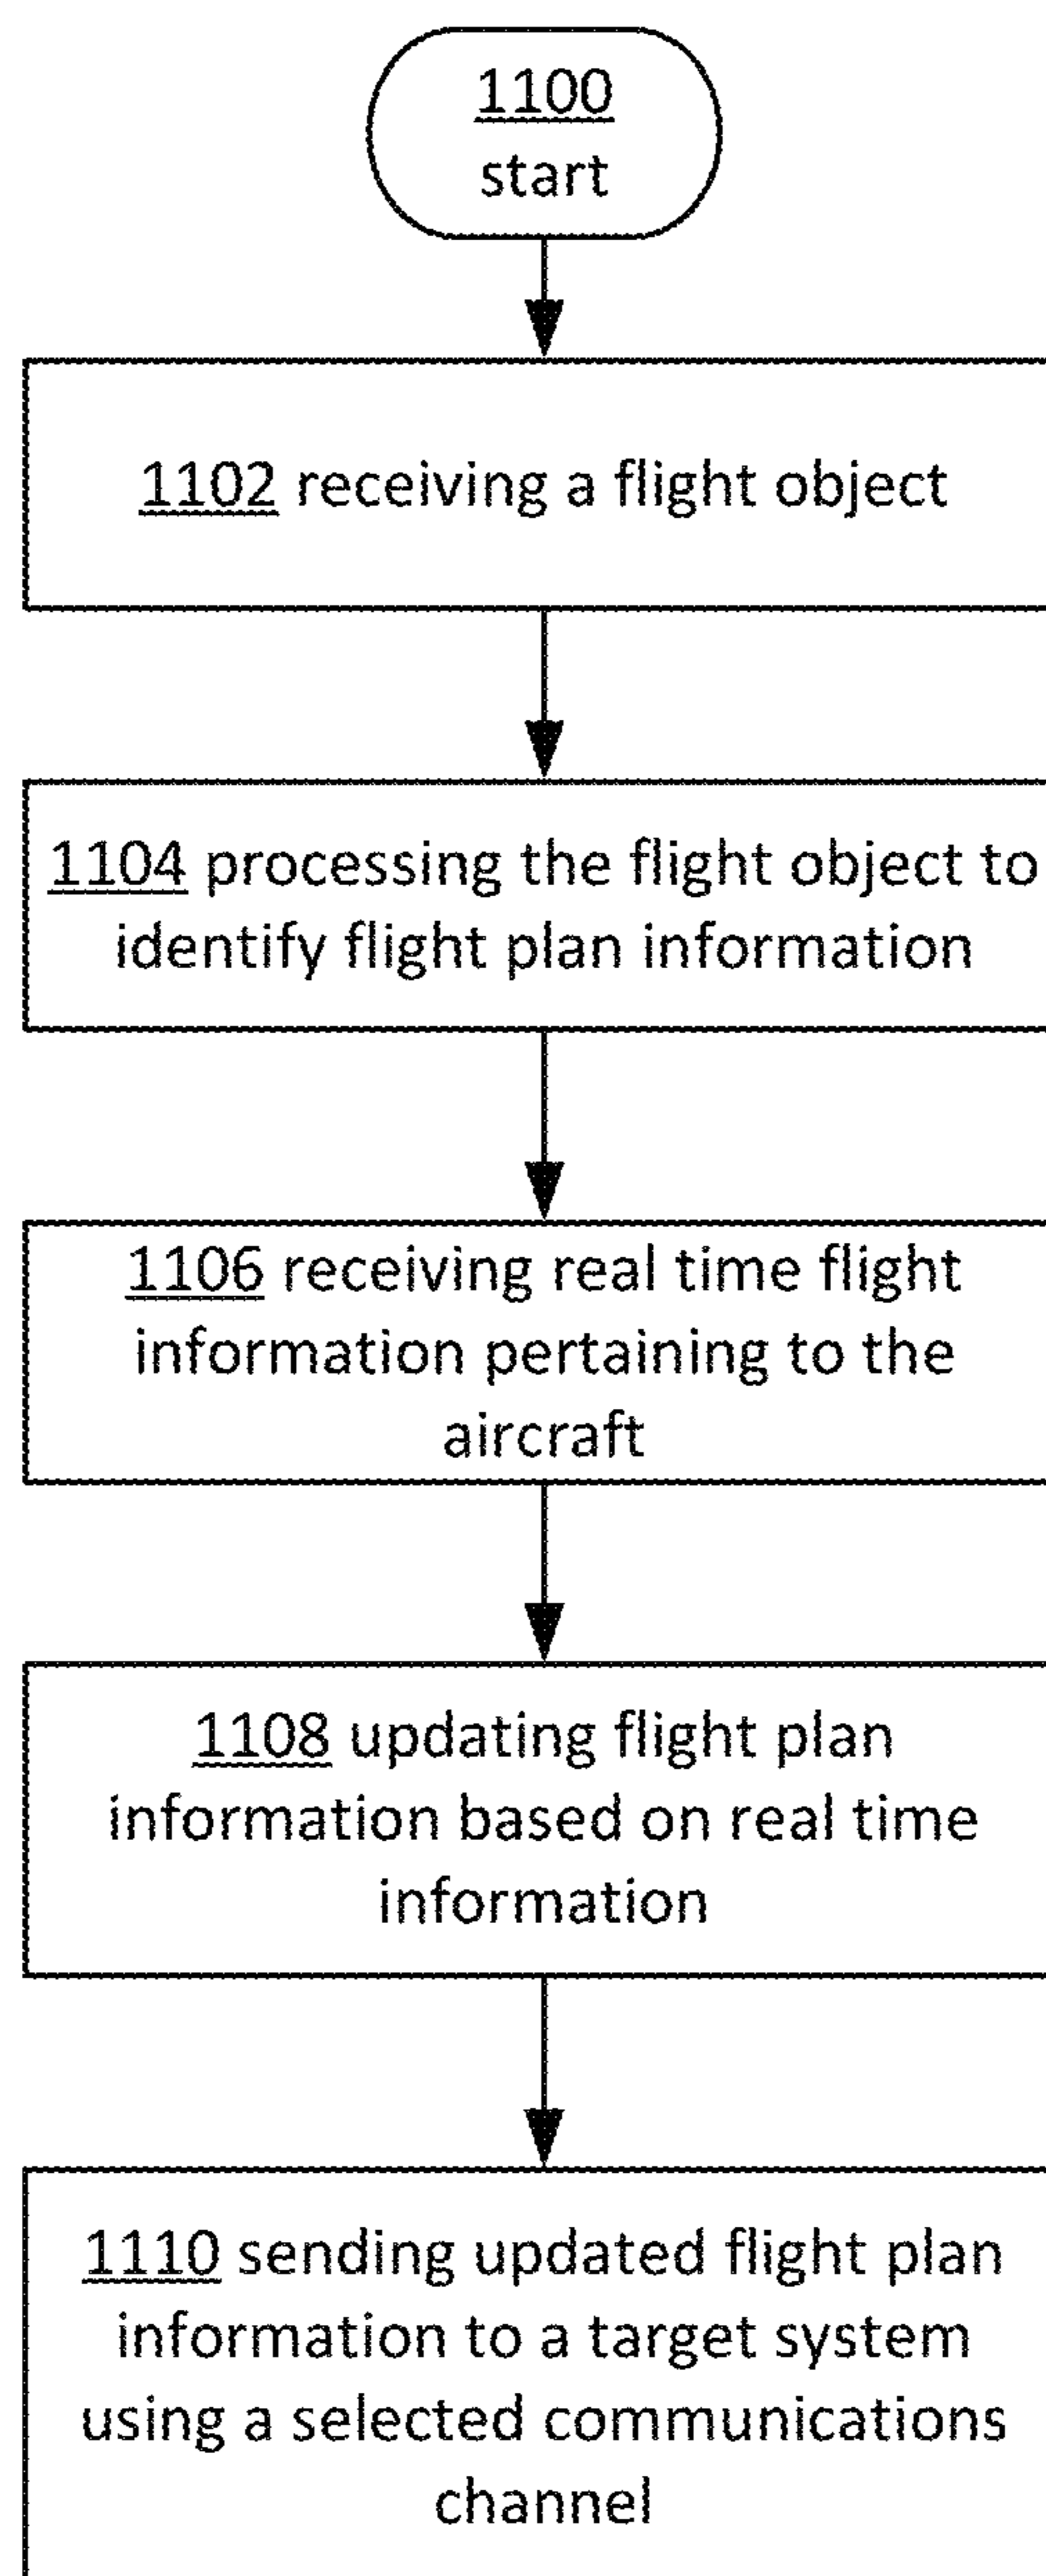 1100
start
1102 receiving a flight object
1104 processing the flight object to
identify flight plan information
1106 receiving real time flight
information pertaining to the
aircraft
1108 updating flight plan
information based on real time
information
1110 sending updated flight plan
information to a target system
using a selected communications
channel